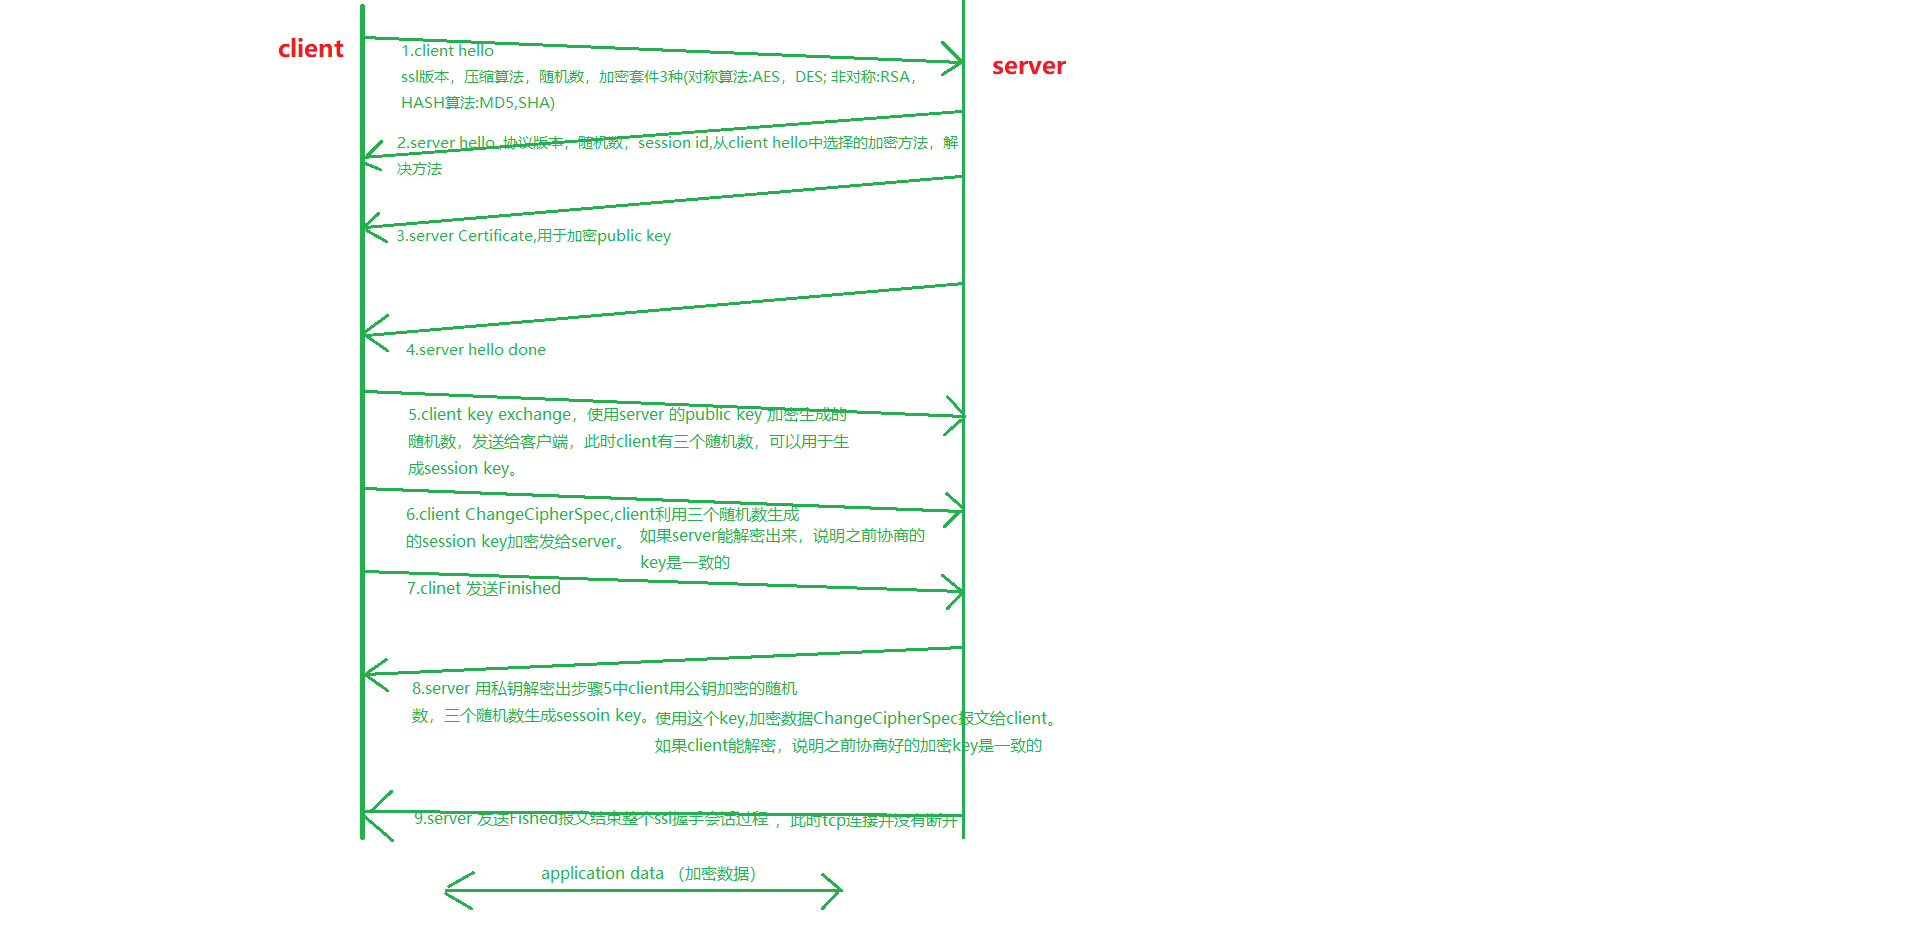 client
server
1.client hello
ssl版本，压缩算法，随机数，加密套件3种(对称算法:AES，DES; 非对称:RSA，
HASH算法:MD5,SHA)
2.server hello ,协议版本，随机数，session id,从client hello中选择的加密方法，解
决方法
3.server Certificate,用于加密public key
4.server hello done
5.client key exchange，使用server 的public key 加密生成的
随机数，发送给客户端，此时client有三个随机数，可以用于生
成session key。
6.client ChangeCipherSpec,client利用三个随机数生成
的session key加密发给server。
如果server能解密出来，说明之前协商的
key是一致的
7.clinet 发送Finished
8.server 用私钥解密出步骤5中client用公钥加密的随机
数，三个随机数生成sessoin key。
使用这个key,加密数据ChangeCipherSpec报文给client。
如果client能解密，说明之前协商好的加密key是一致的
9.server 发送Fished报文结束整个ssl握手会话过程 ，此时tcp连接并没有断开
application data （加密数据）